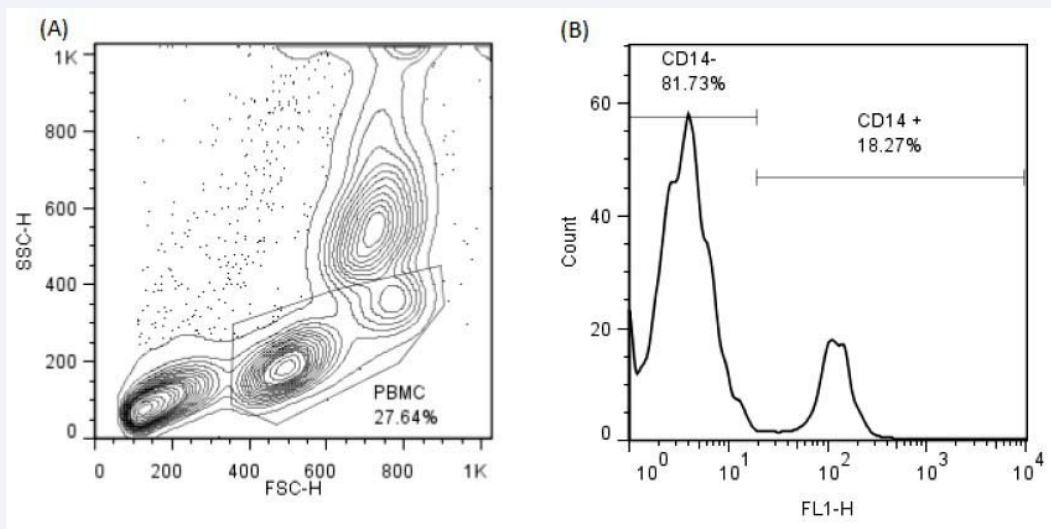 (A)
1K
800
600
400
200
0
SSC-H
PBMC
27.64%
0 200 400 600 800 1K
FSC-H
(B)
CD14-
81.73%
CD14 +
18.27%
60
40
20
0
Count
10^0 10^1 10^2 10^3 10^4
FL1-H